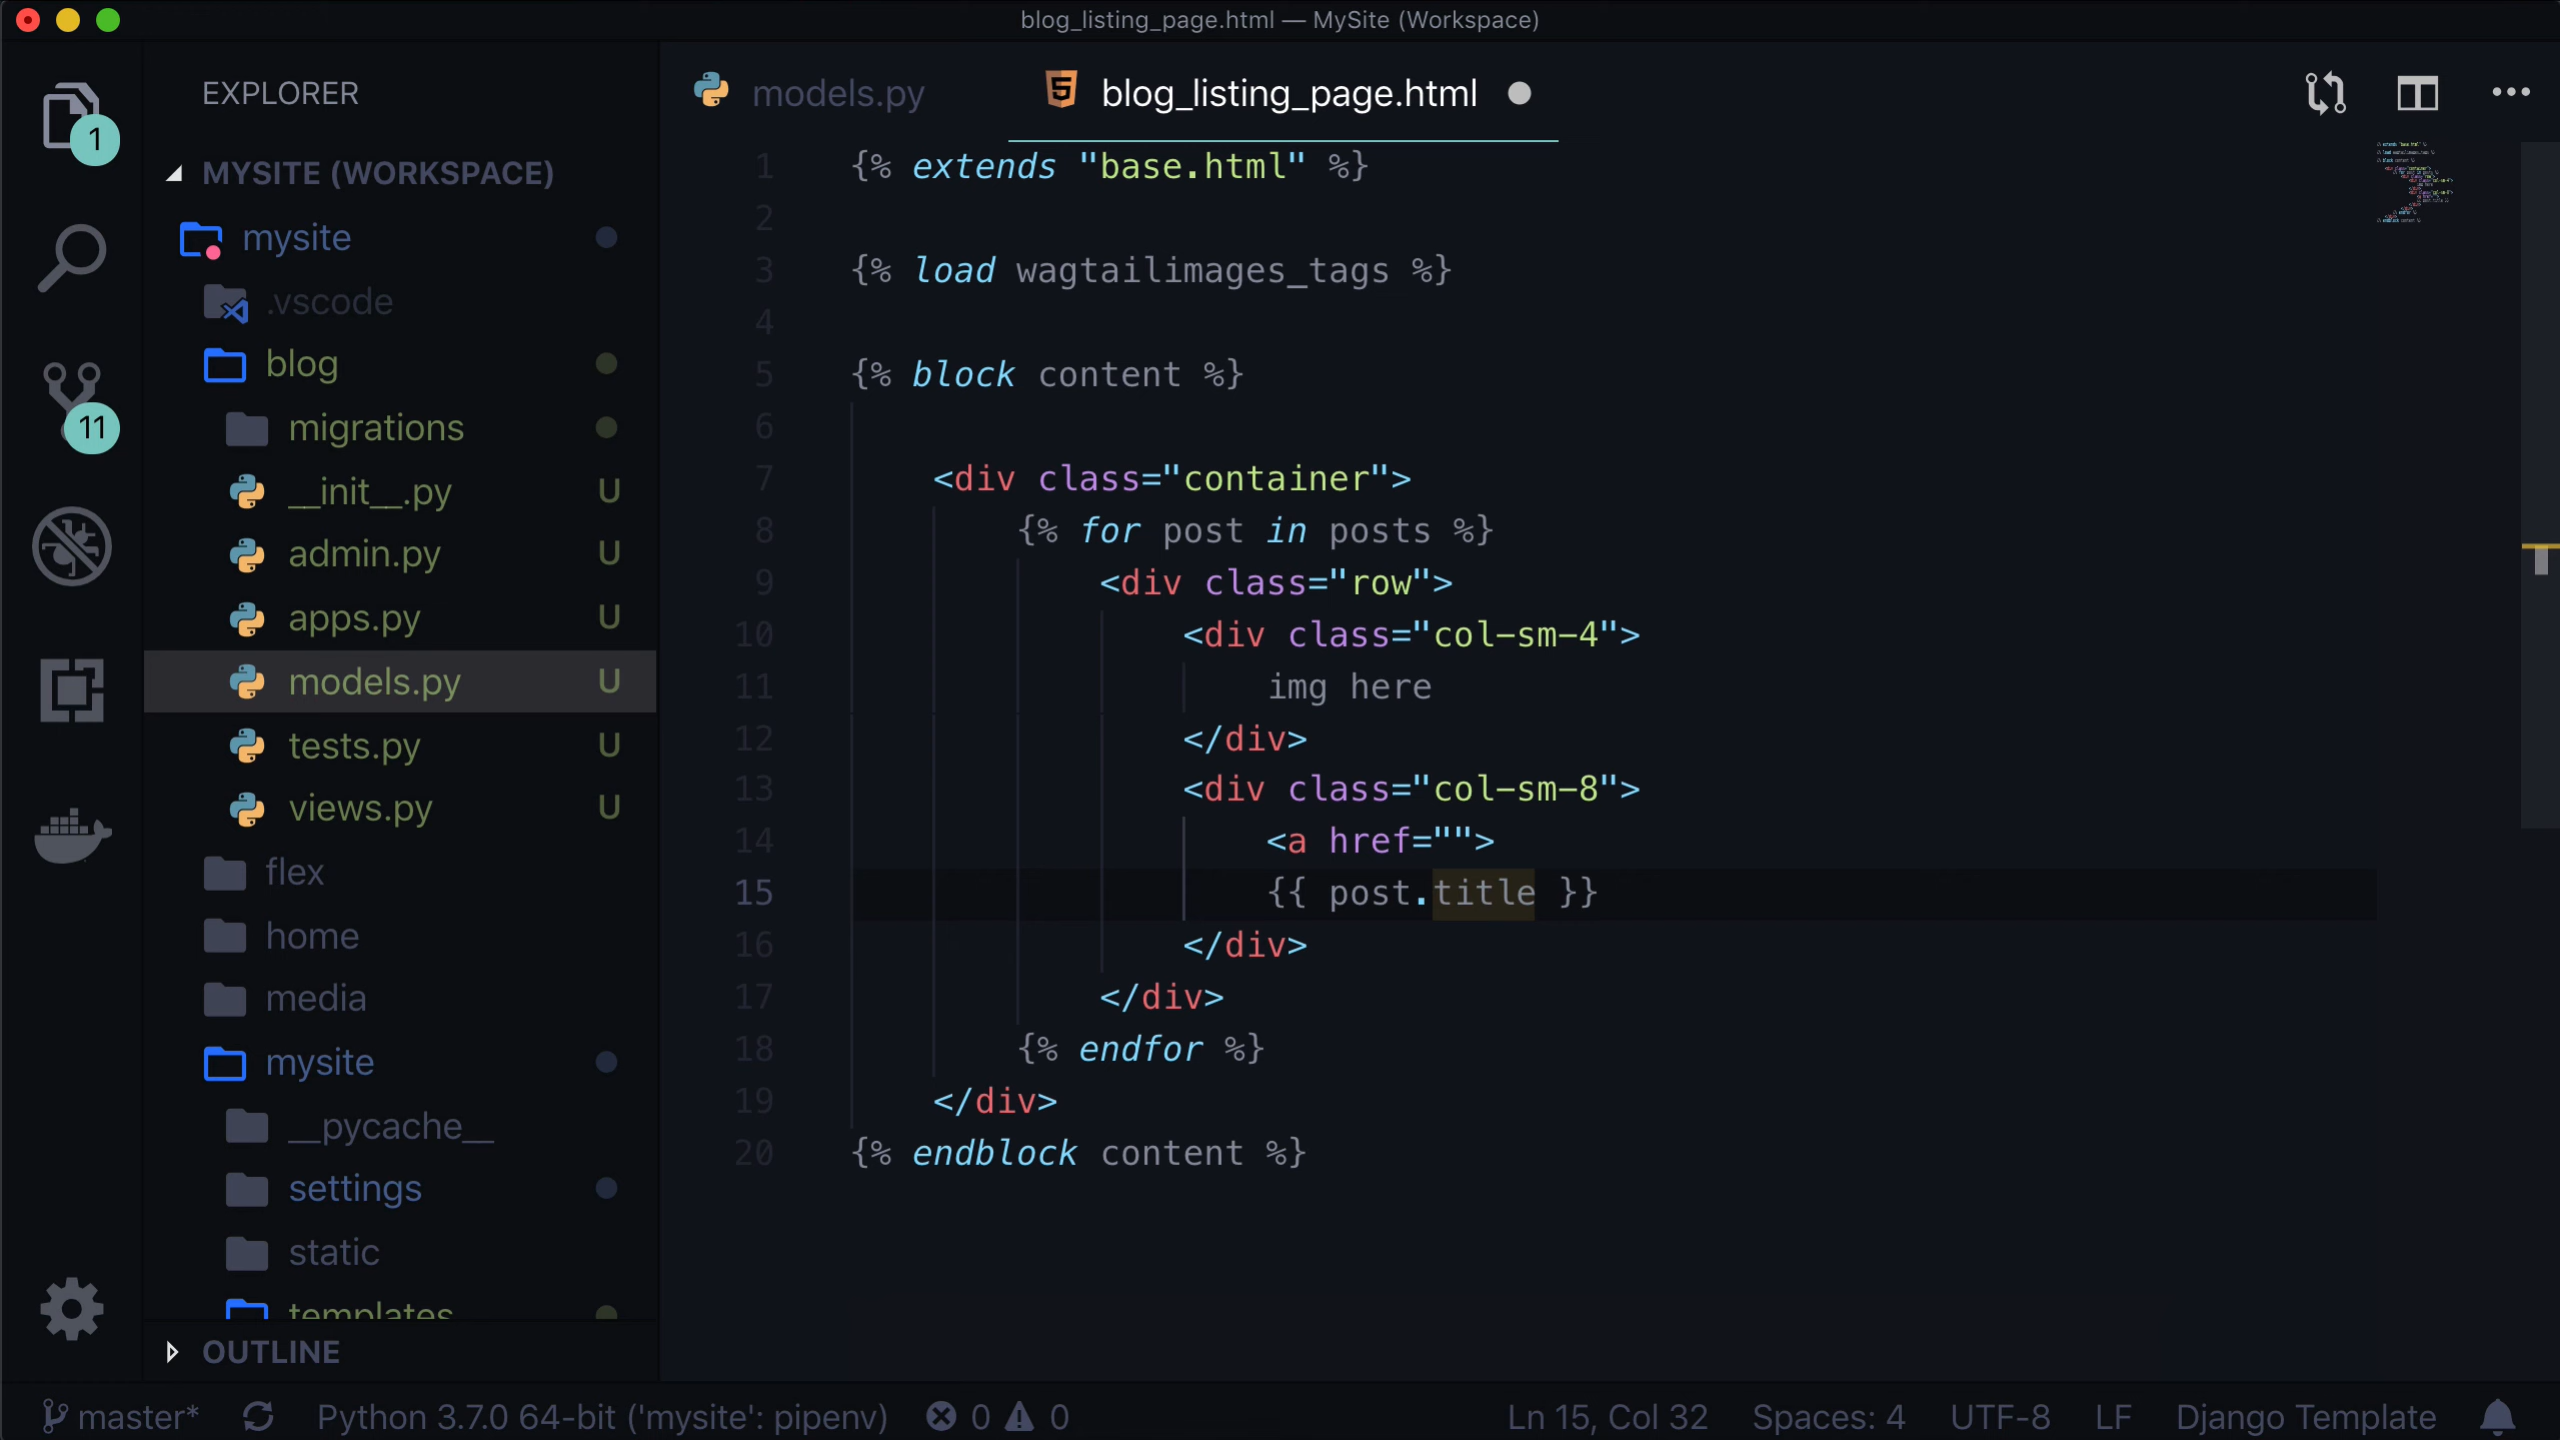 blog_listing_page.html — MySite (Workspace)
EXPLORER
1
MYSITE (WORKSPACE)
mysite
.vscode
blog
11
migrations
__init__.py U
admin.py U
apps.py U
models.py U
tests.py U
views.py U
flex
home
media
mysite
__pycache__
settings
static
templates
OUTLINE
models.py
blog_listing_page.html
1 {% extends "base.html" %}
2
3 {% load wagtailimages_tags %}
4
5 {% block content %}
6
7     <div class="container">
8         {% for post in posts %}
9             <div class="row">
10                 <div class="col-sm-4">
11                     img here
12                 </div>
13                 <div class="col-sm-8">
14                     <a href="">
15                     {{ post.title }}
16                 </div>
17             </div>
18         {% endfor %}
19     </div>
20 {% endblock content %}
master* Python 3.7.0 64-bit ('mysite': pipenv) 0 0 Ln 15, Col 32 Spaces: 4 UTF-8 LF Django Template